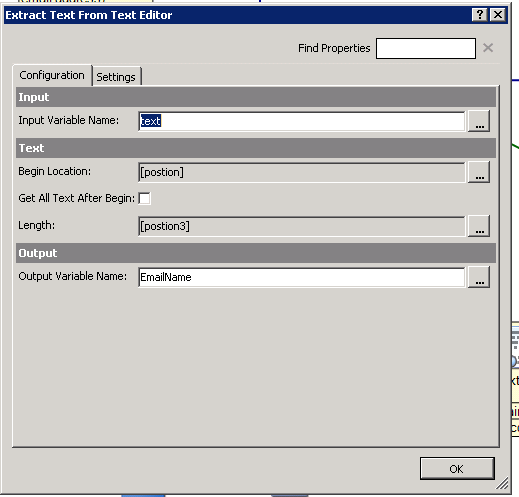 Extract Text From Text Editor
Find Properties
Configuration Settings
Input
Input Variable Name: text ...
Text
Begin Location: [postion] ...
Get All Text After Begin:
Length: [postion3] ...
Output
Output Variable Name: EmailName ...
OK